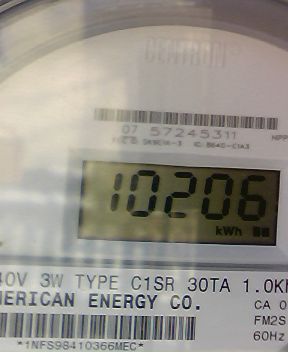 CENTRON
07 57245311
10206
kWh
40V 3W TYPE C1SR 30TA 1.0K
MERICAN ENERGY CO.
CA 0
FM2S
60Hz
*1NFS98410366MEC*